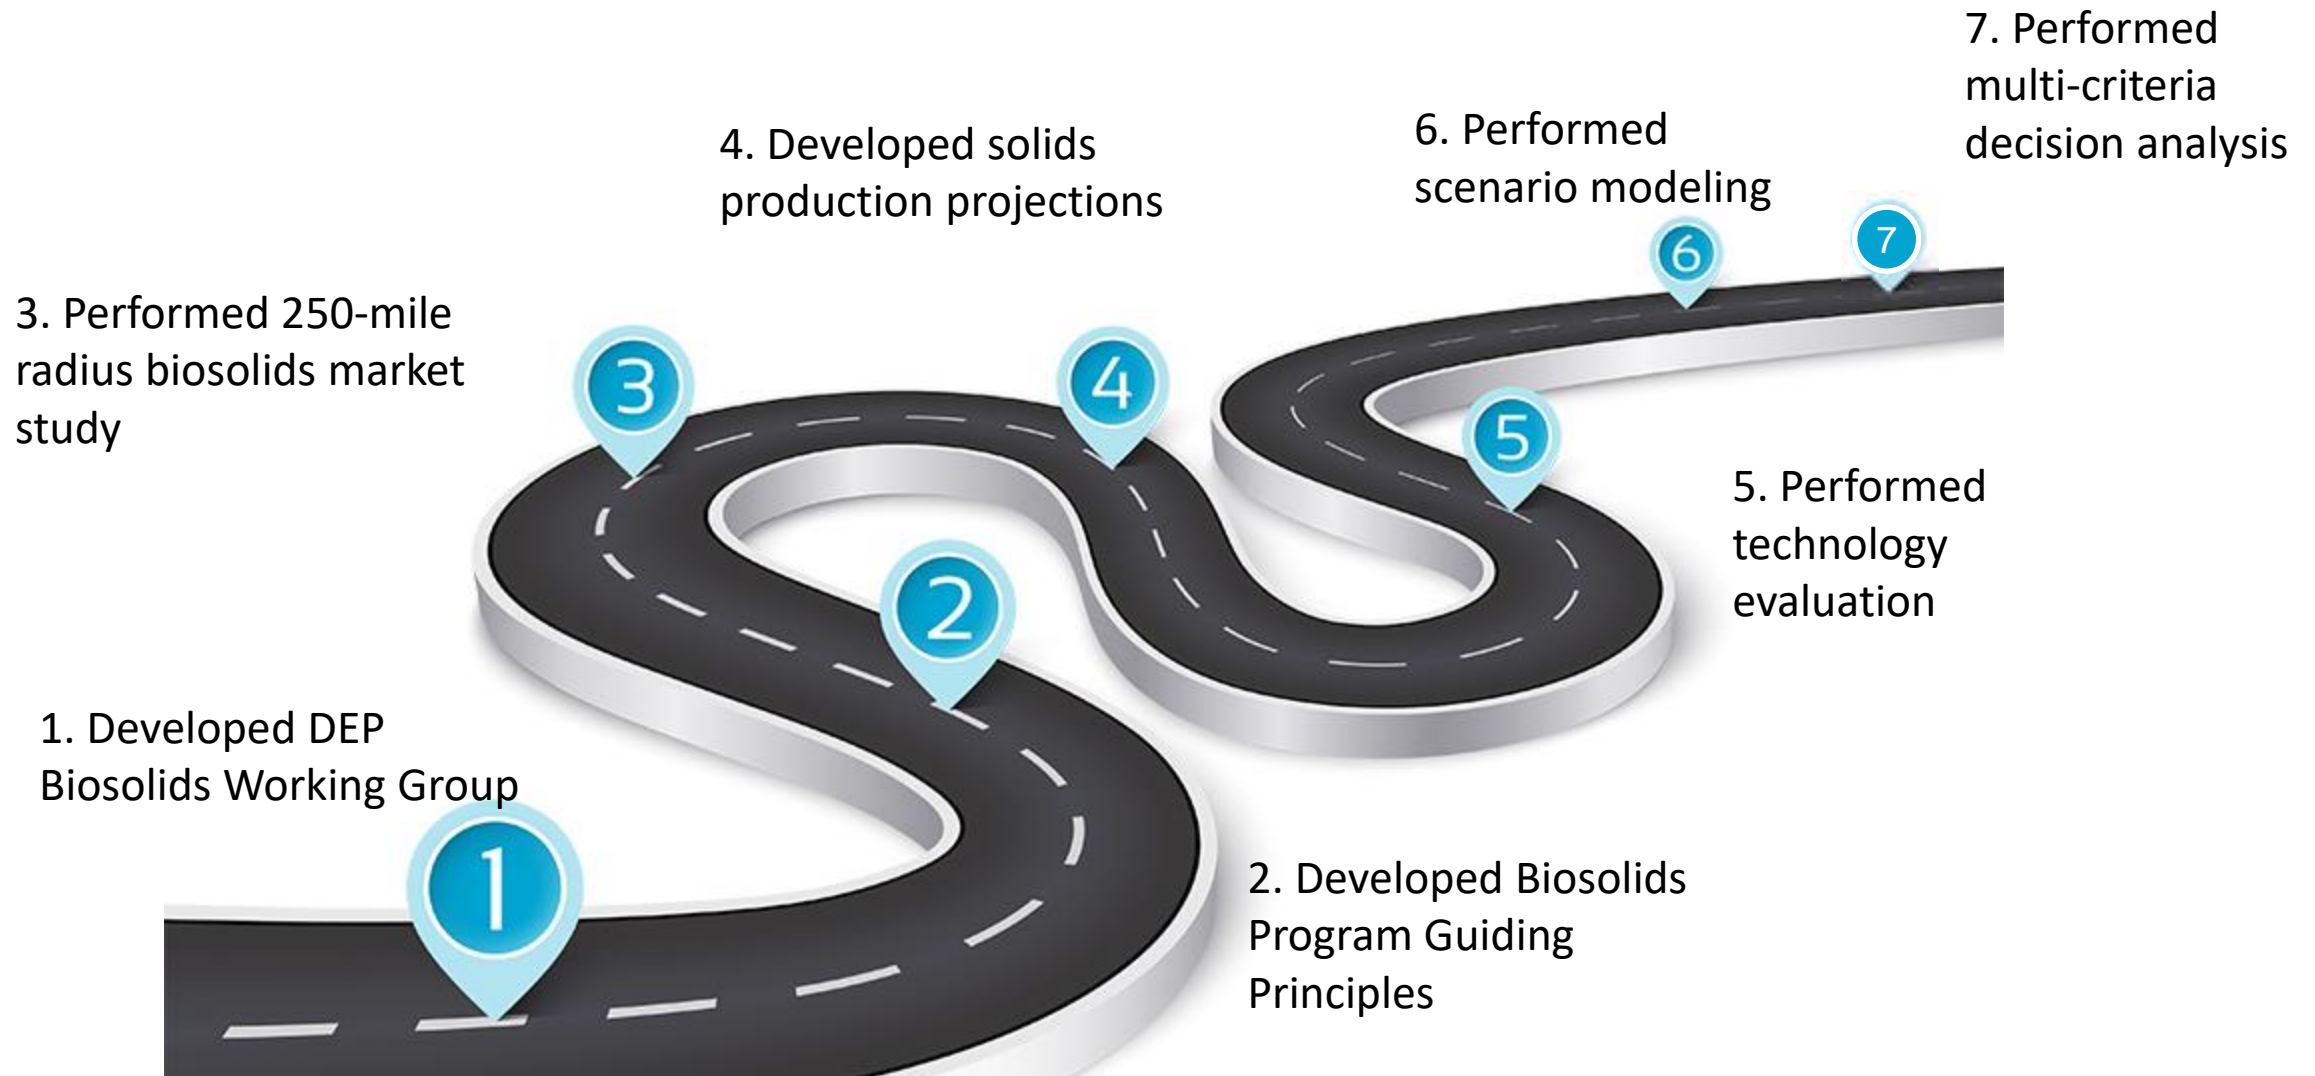 1. Developed DEP
Biosolids Working Group
1
2. Developed Biosolids
Program Guiding
Principles
2
3. Performed 250-mile
radius biosolids market
study
3
4. Developed solids
production projections
4
5. Performed
technology
evaluation
5
6. Performed
scenario modeling
6
7. Performed
multi-criteria
decision analysis
7